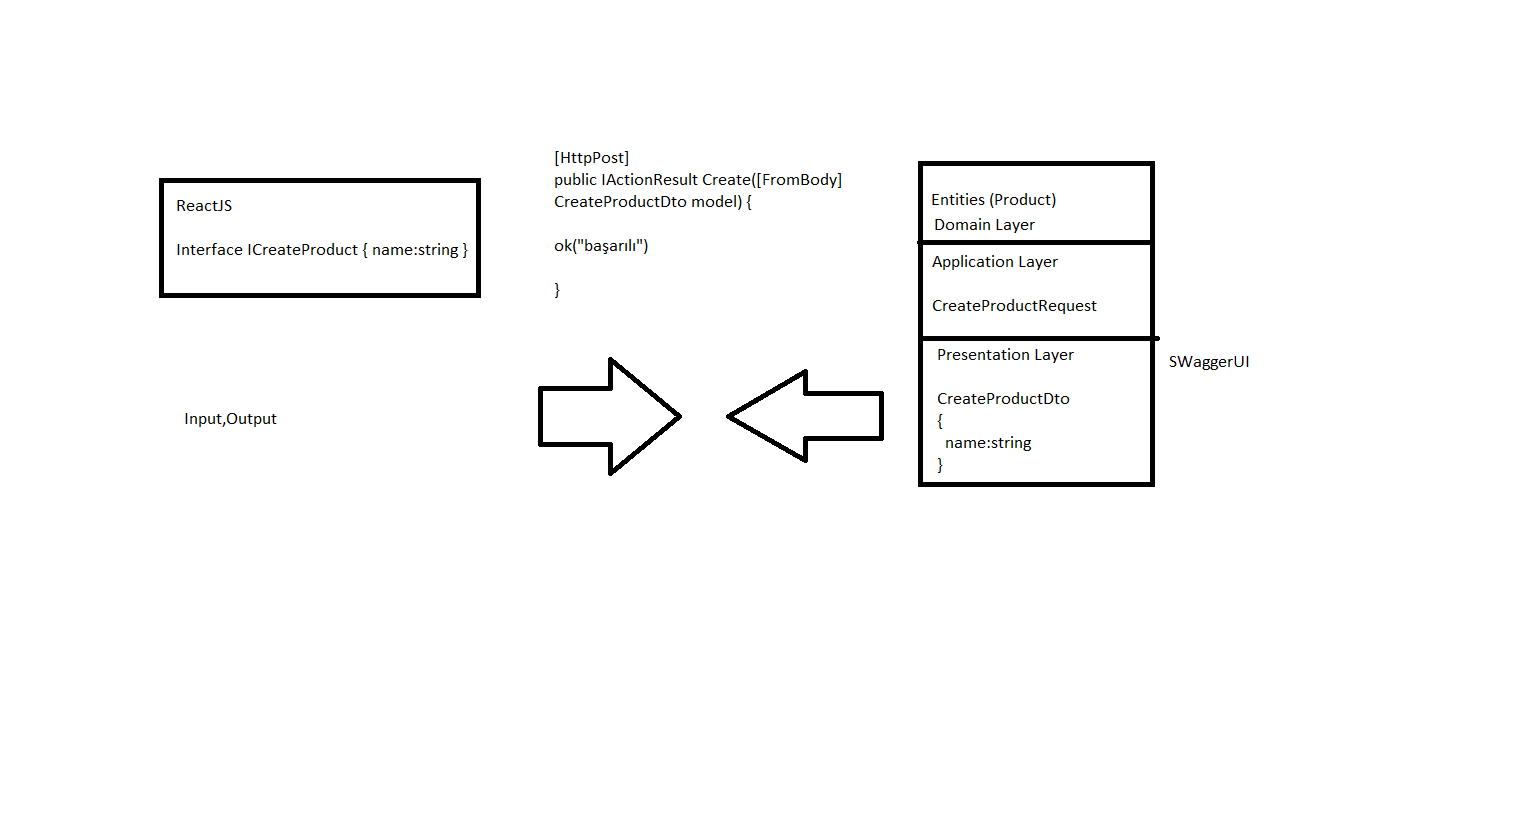 ReactJS
Interface ICreateProduct { name:string }
Input,Output
[HttpPost]
public IActionResult Create([FromBody]
CreateProductDto model) {
ok("başarılı")
}
Entities (Product)
Domain Layer
Application Layer
CreateProductRequest
Presentation Layer
CreateProductDto
{
name:string
}
SWaggerUI